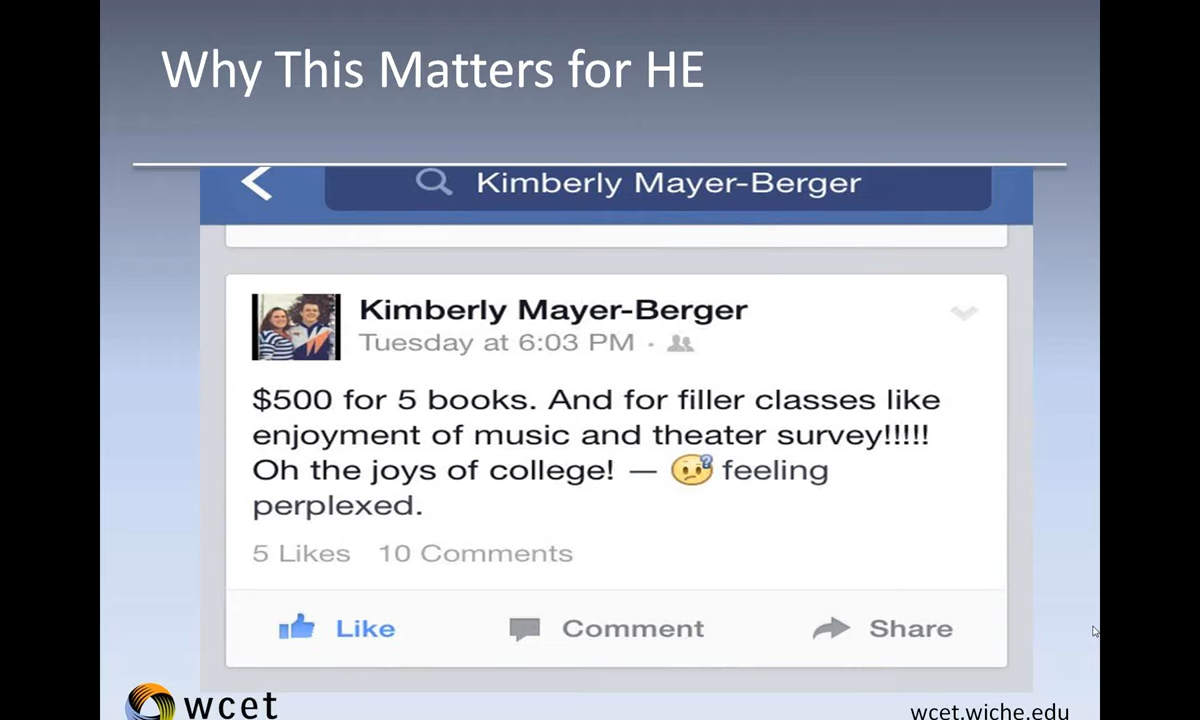 Why This Matters for HE
Kimberly Mayer-Berger
Kimberly Mayer-Berger
Tuesday at 6:03 PM ·
$500 for 5 books. And for filler classes like
enjoyment of music and theater survey!!!!!
Oh the joys of college! — feeling
perplexed.
5 Likes 10 Comments
Like Comment Share
wcet
wcet.wiche.edu